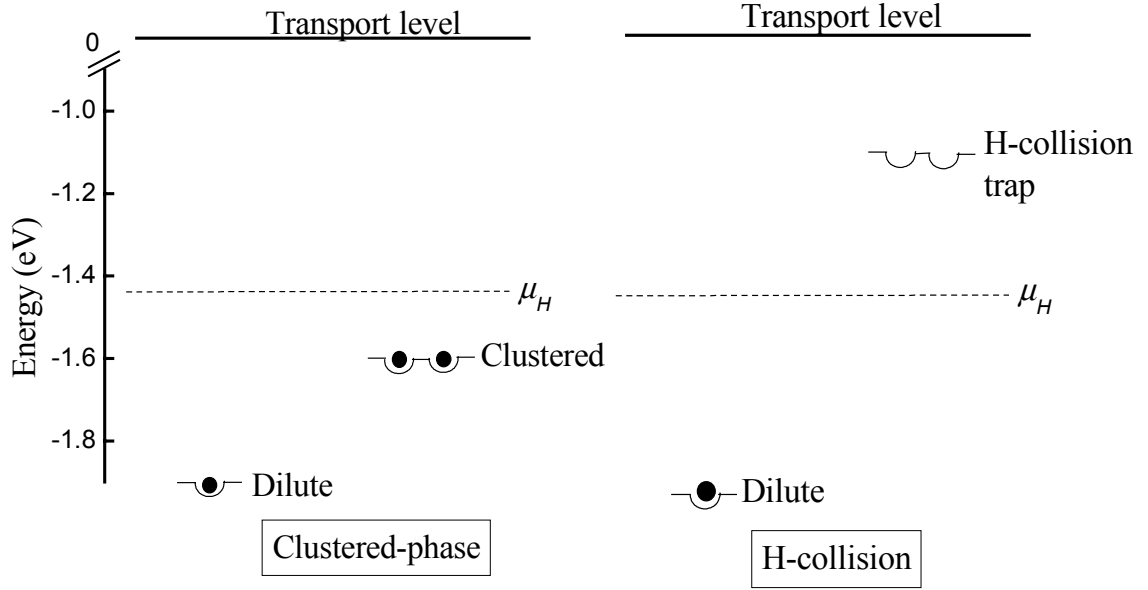 Transport level
Transport level
0
-1.0
-1.2
-1.4
-1.6
-1.8
Energy (eV)
H-collision
trap
μH
μH
Clustered
Dilute
Dilute
Clustered-phase
H-collision